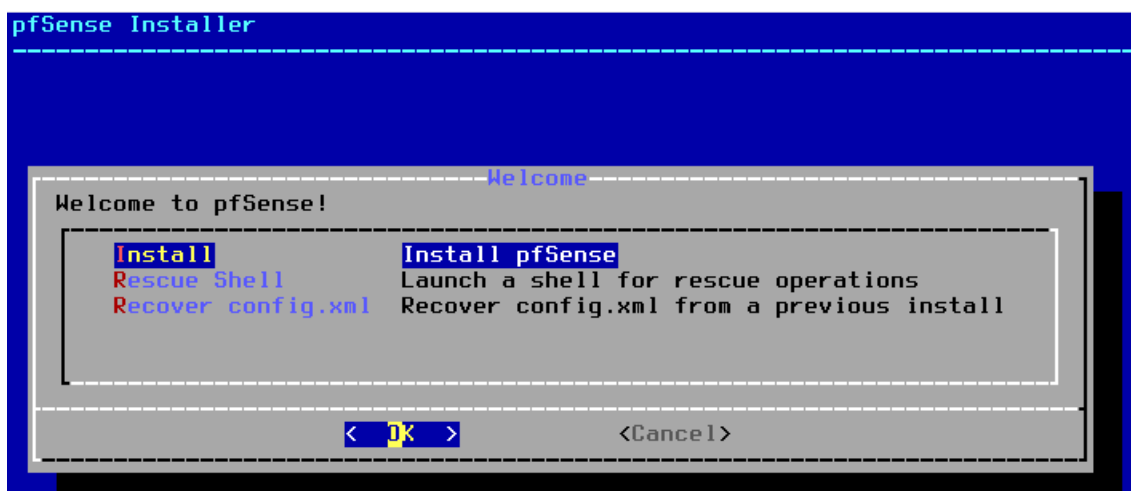 pfSense Installer
Welcome
Welcome to pfSense!
Install Install pfSense
Rescue Shell Launch a shell for rescue operations
Recover config.xml Recover config.xml from a previous install
< OK > <Cancel>